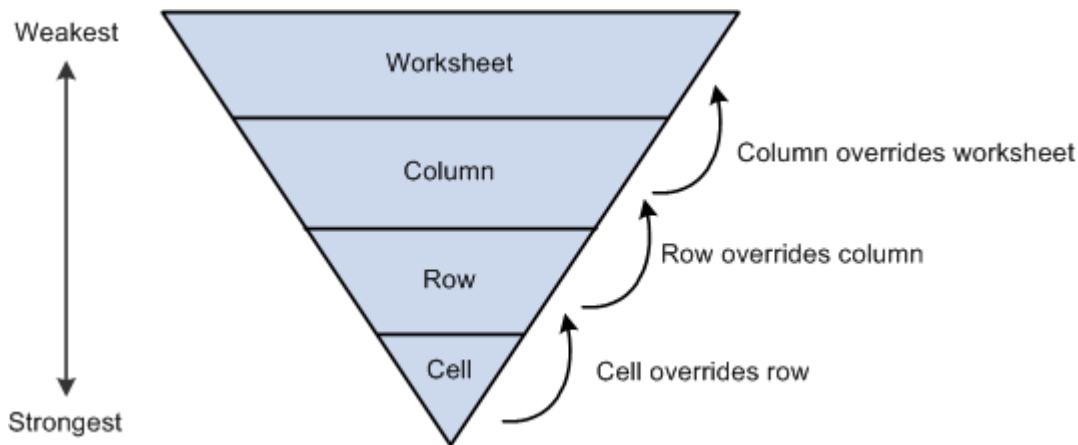 Weakest
Worksheet
Column overrides worksheet
Column
Row overrides column
Row
Cell
Cell overrides row
Strongest